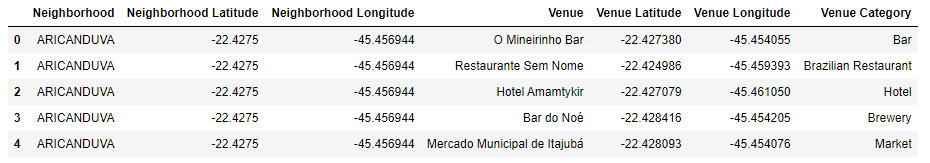 Neighborhood Neighborhood Latitude Neighborhood Longitude Venue Venue Latitude Venue Longitude Venue Category
0 ARICANDUVA -22.4275 -45.456944 O Mineirinho Bar -22.427380 -45.454055 Bar
1 ARICANDUVA -22.4275 -45.456944 Restaurante Sem Nome -22.424986 -45.459393 Brazilian Restaurant
2 ARICANDUVA -22.4275 -45.456944 Hotel Amamtykir -22.427079 -45.461050 Hotel
3 ARICANDUVA -22.4275 -45.456944 Bar do Noé -22.428416 -45.454205 Brewery
4 ARICANDUVA -22.4275 -45.456944 Mercado Municipal de Itajubá -22.428093 -45.454076 Market